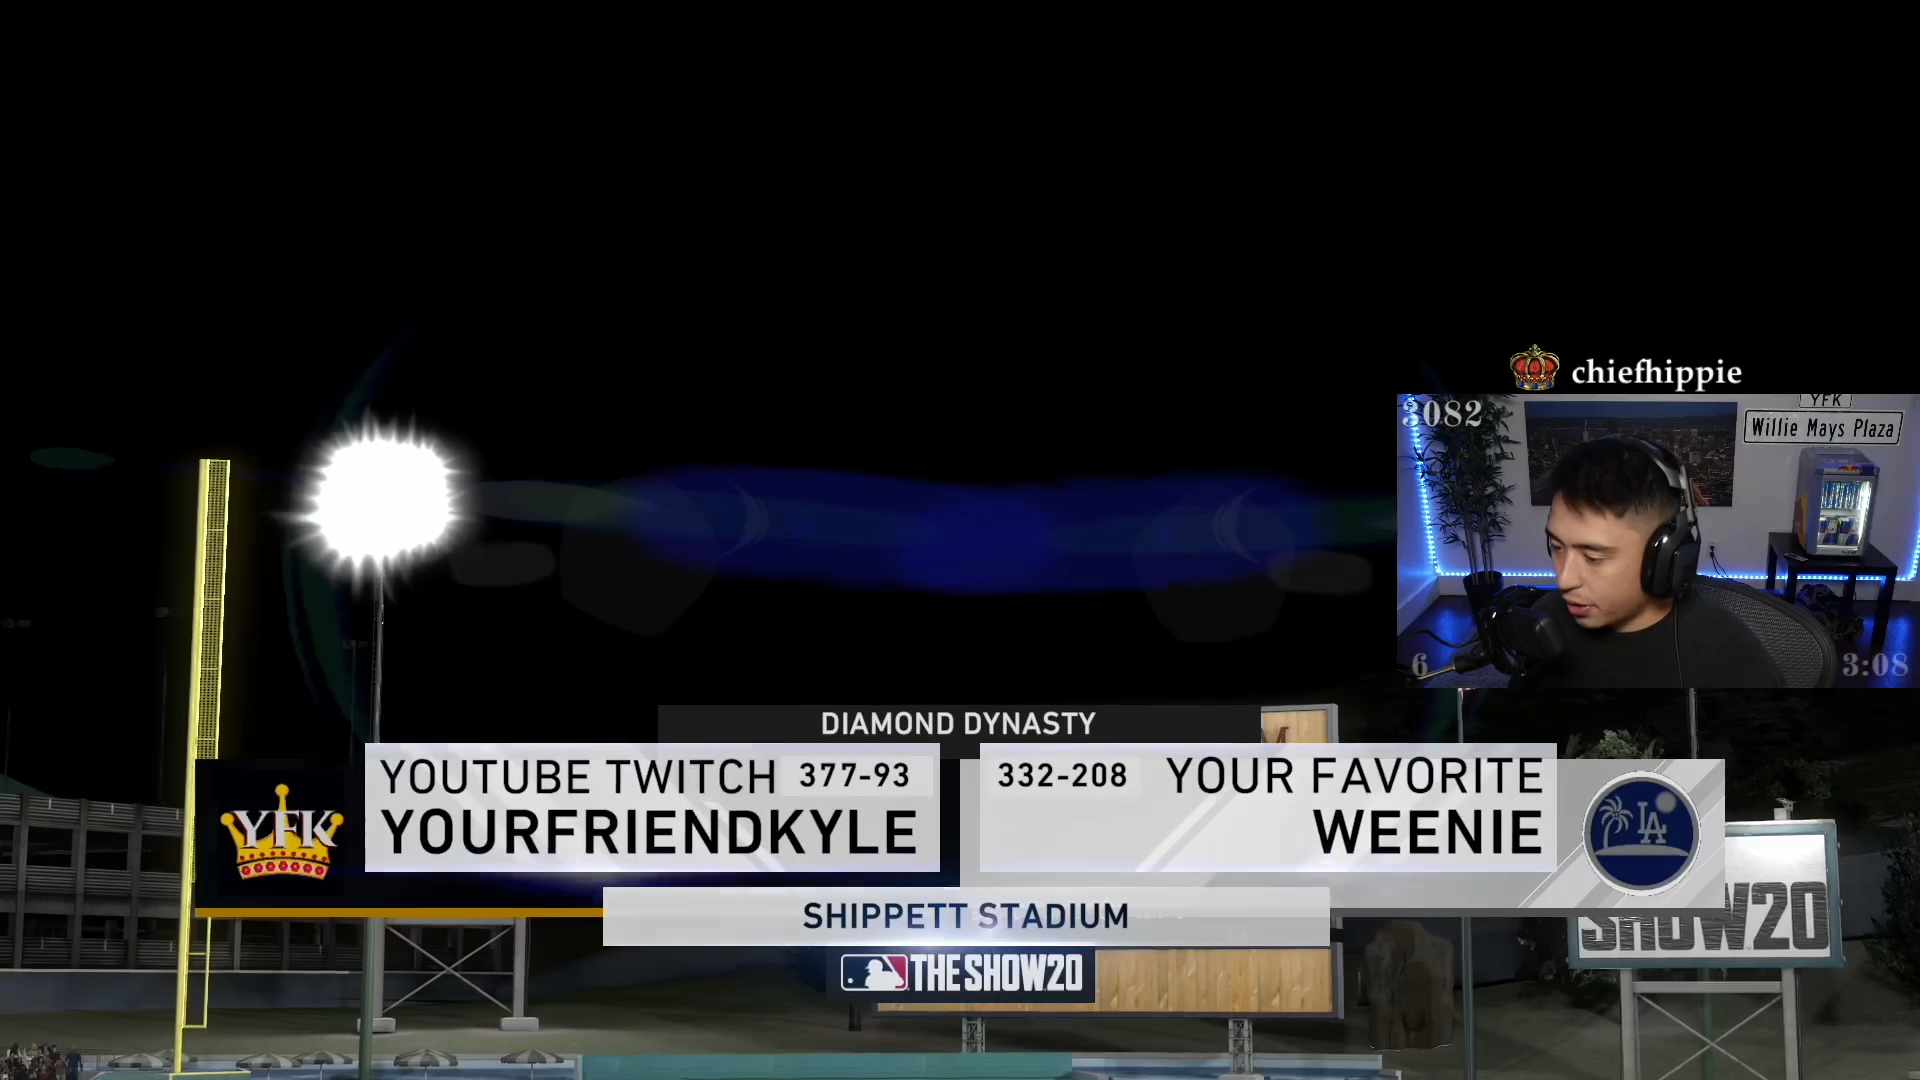 chiefhippie
3082
YFK
Willie Mays Plaza
6
3:08
DIAMOND DYNASTY
YOUTUBE TWITCH 377-93
YOURFRIENDKYLE
YFK
332-208 YOUR FAVORITE
WEENIE
LA
SHIPPETT STADIUM
SHOW20
THE SHOW20